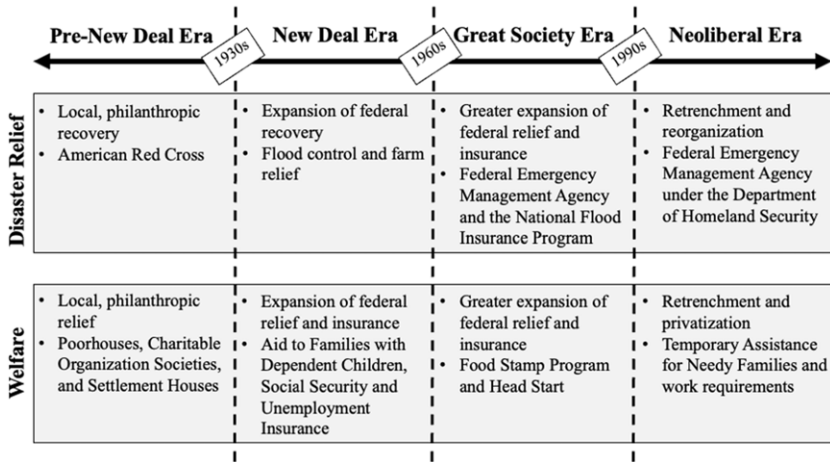 Pre-New Deal Era
1930s
New Deal Era
1960s
Great Society Era
1990s
Neoliberal Era
Disaster Relief
• Local, philanthropic
recovery
• American Red Cross
• Expansion of federal
recovery
• Flood control and farm
relief
• Greater expansion of
federal relief and
insurance
• Federal Emergency
Management Agency
and the National Flood
Insurance Program
• Retrenchment and
reorganization
• Federal Emergency
Management Agency
under the Department
of Homeland Security
Welfare
• Local, philanthropic
relief
• Poorhouses, Charitable
Organization Societies,
and Settlement Houses
• Expansion of federal
relief and insurance
• Aid to Families with
Dependent Children,
Social Security and
Unemployment
Insurance
• Greater expansion of
federal relief and
insurance
• Food Stamp Program
and Head Start
• Retrenchment and
privatization
• Temporary Assistance
for Needy Families and
work requirements